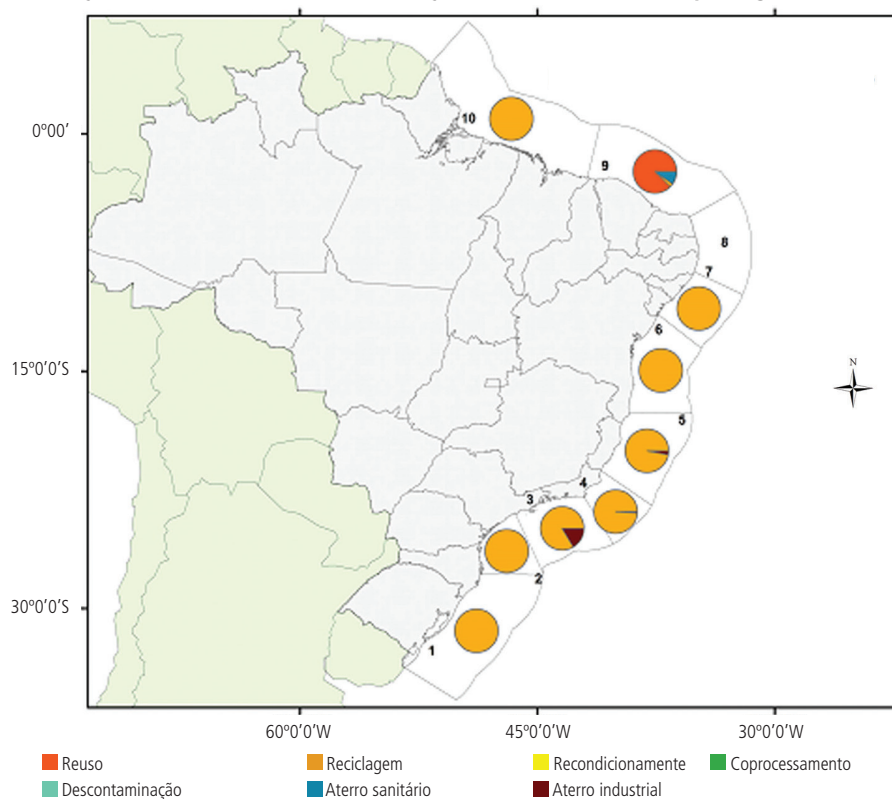 10
0º00'
9
8
7
6
15º0'0'S
N
5
4
3
2
30º0'0'S
1
60º0'0'W
45º0'0'W
30º0'0'W
Reuso
Reciclagem
Recondicionamente
Coprocessamento
Descontaminação
Aterro sanitário
Aterro industrial